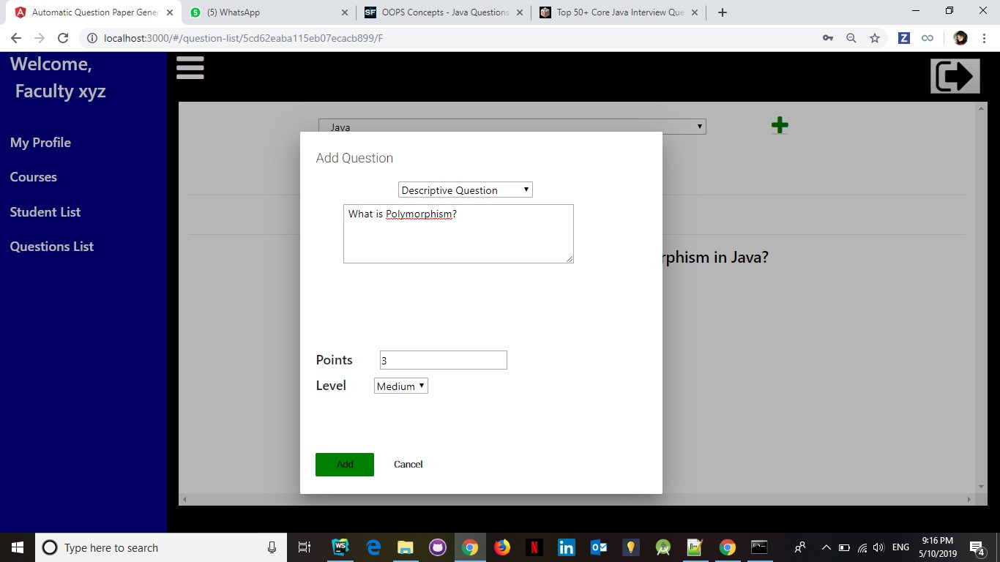 Automatic Question Paper Gener
(5) WhatsApp
OOPS Concepts - Java Questions
Top 50+ Core Java Interview Que
localhost:3000/#/question-list/5cd62eaba115eb07ecacb899/F
Welcome,
Faculty xyz
My Profile
Courses
Student List
Questions List
Java
Add Question
Descriptive Question
What is Polymorphism?
rphism in Java?
Points 3
Level Medium
Add Cancel
Type here to search
ENG
9:16 PM
5/10/2019
4